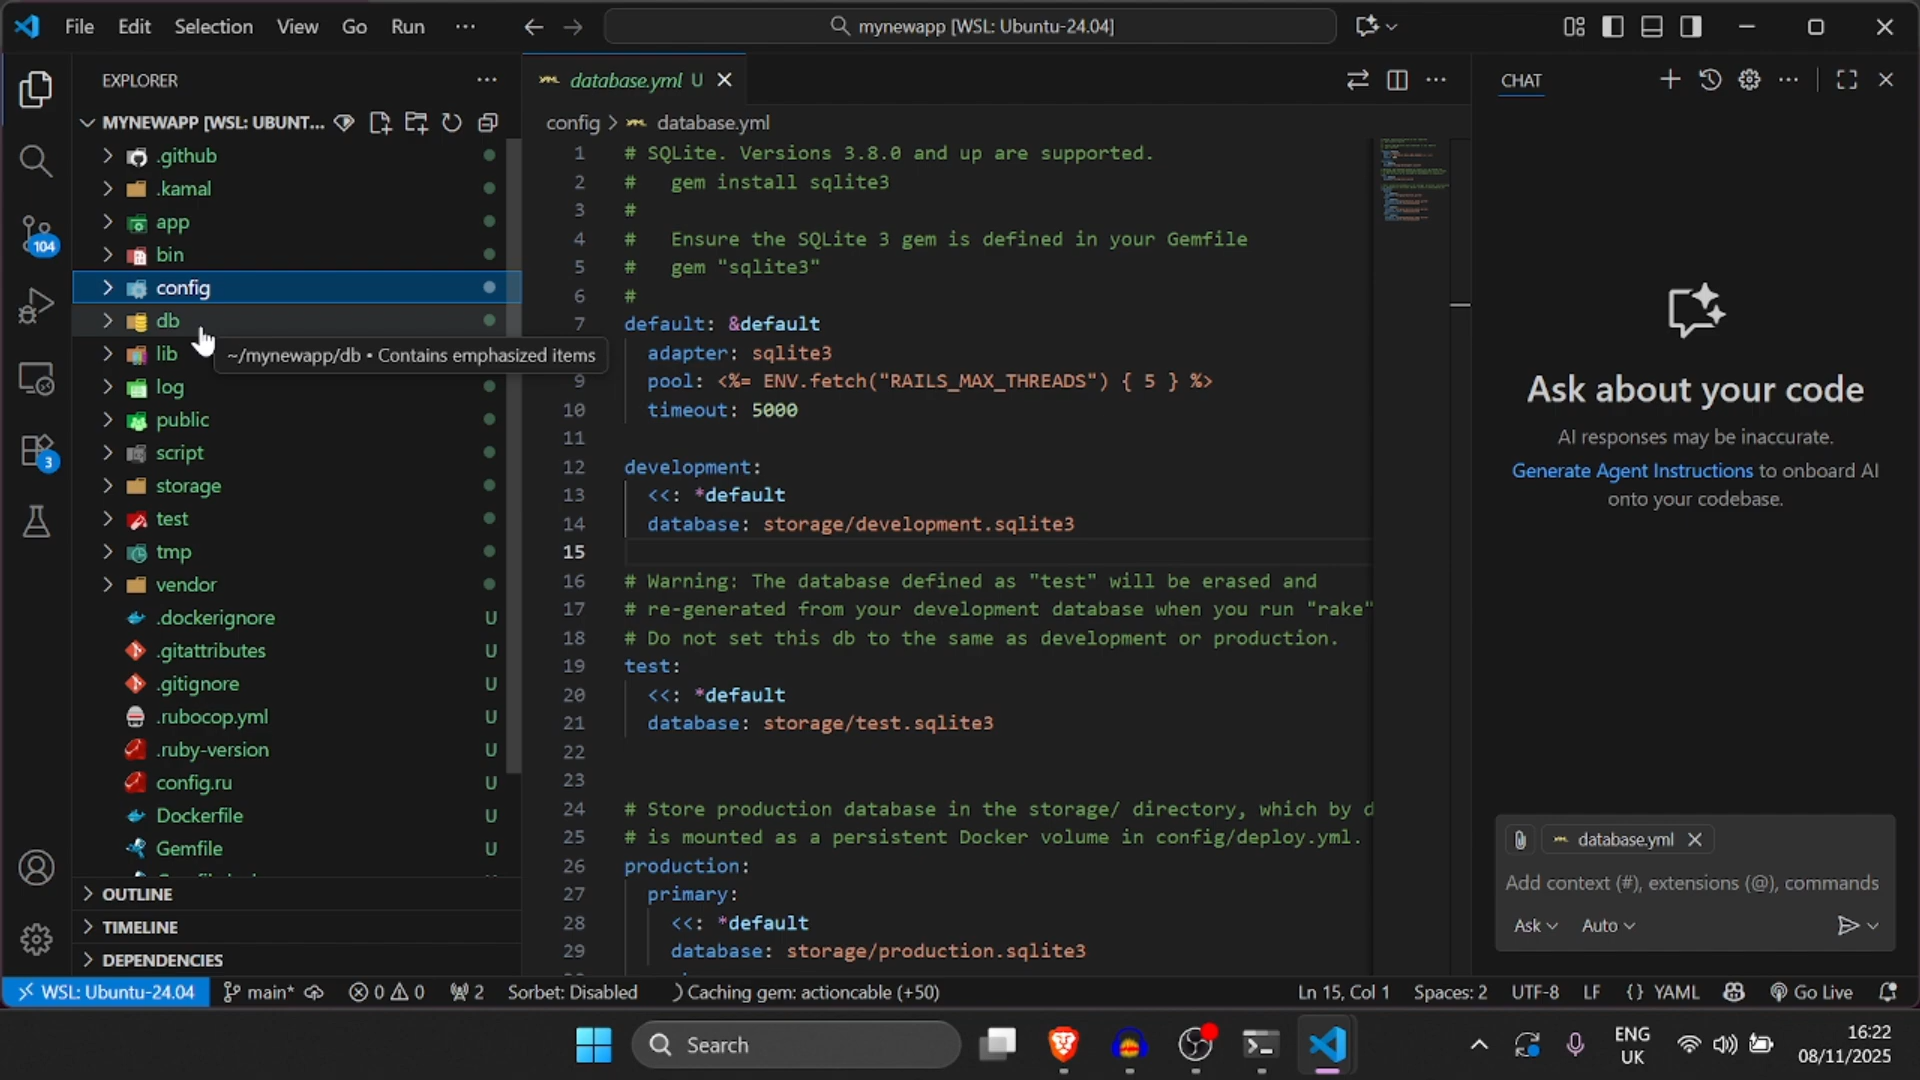 File Edit Selection View Go Run ···
mynewapp [WSL: Ubuntu-24.04]
EXPLORER
MYNEWAPP [WSL: UBUNT...
.github
.kamal
app
bin
config
db
~/mynewapp/db • Contains emphasized items
lib
log
public
script
storage
test
tmp
vendor
.dockerignore U
.gitattributes U
.gitignore U
.rubocop.yml U
.ruby-version U
config.ru U
Dockerfile U
Gemfile U
OUTLINE
TIMELINE
DEPENDENCIES
104
3
database.yml U
config > database.yml
1 # SQLite. Versions 3.8.0 and up are supported.
2 #   gem install sqlite3
3 #
4 #   Ensure the SQLite 3 gem is defined in your Gemfile
5 #   gem "sqlite3"
6 #
7 default: &default
adapter: sqlite3
9 pool: <%= ENV.fetch("RAILS_MAX_THREADS") { 5 } %>
10 timeout: 5000
11
12 development:
13 <<: *default
14 database: storage/development.sqlite3
15
16 # Warning: The database defined as "test" will be erased and
17 # re-generated from your development database when you run "rake"
18 # Do not set this db to the same as development or production.
19 test:
20 <<: *default
21 database: storage/test.sqlite3
22
23
24 # Store production database in the storage/ directory, which by d
25 # is mounted as a persistent Docker volume in config/deploy.yml.
26 production:
27 primary:
28 <<: *default
29 database: storage/production.sqlite3
CHAT
Ask about your code
AI responses may be inaccurate.
Generate Agent Instructions to onboard AI
onto your codebase.
database.yml
Add context (#), extensions (@), commands
Ask Auto
WSL: Ubuntu-24.04 main* 0 0 2 Sorbet: Disabled Caching gem: actioncable (+50) Ln 15, Col 1 Spaces: 2 UTF-8 LF {} YAML Go Live
Search
ENG
UK
16:22
08/11/2025